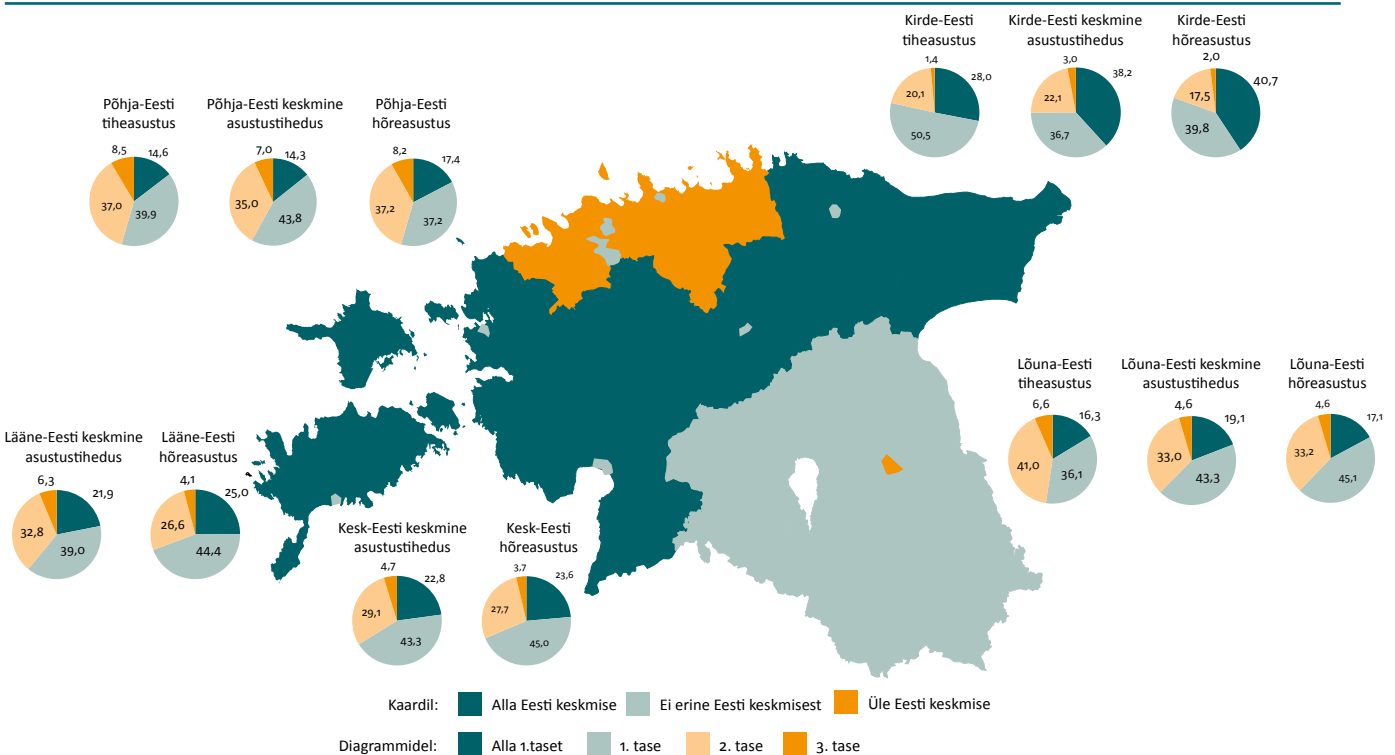 Kirde-Eesti
tiheasustus
1,4
28,0
20,1
50,5
Kirde-Eesti keskmine
asustustihedus
3,0
38,2
22,1
36,7
Kirde-Eesti
hõreasustus
2,0
40,7
17,5
39,8
Põhja-Eesti
tiheasustus
8,5
14,6
37,0
39,9
Põhja-Eesti keskmine
asustustihedus
7,0
14,3
35,0
43,8
Põhja-Eesti
hõreasustus
8,2
17,4
37,2
37,2
Lõuna-Eesti
tiheasustus
6,6
16,3
41,0
36,1
Lõuna-Eesti keskmine
asustustihedus
4,6
19,1
33,0
43,3
Lõuna-Eesti
hõreasustus
4,6
17,1
33,2
45,1
Lääne-Eesti keskmine
asustustihedus
6,3
21,9
32,8
39,0
Lääne-Eesti
hõreasustus
4,1
25,0
26,6
44,4
Kesk-Eesti keskmine
asustustihedus
4,7
22,8
29,1
43,3
Kesk-Eesti
hõreasustus
3,7
23,6
27,7
45,0
Kaardil: Alla Eesti keskmise Ei erine Eesti keskmisest Üle Eesti keskmise
Diagrammidel: Alla 1.taset 1. tase 2. tase 3. tase